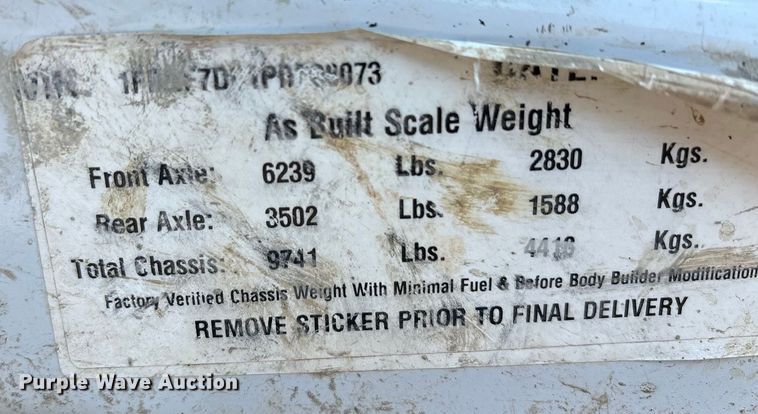 As Built Scale Weight
Front Axle: 6239 Lbs. 2830 Kgs.
Rear Axle: 3502 Lbs. 1588 Kgs.
Total Chassis: 9741 Lbs. Kgs.
Factory Verified Chassis Weight With Minimal Fuel & Before Body Builder Modification
REMOVE STICKER PRIOR TO FINAL DELIVERY
Purple Wave Auction